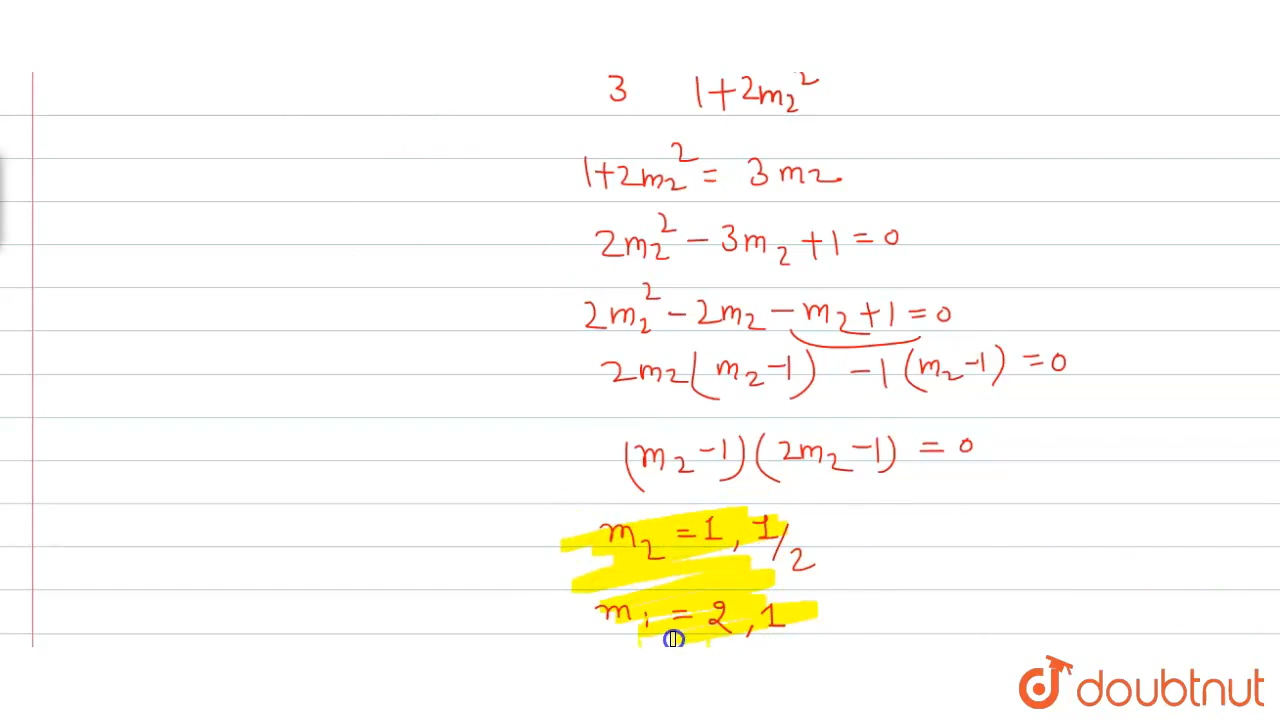 3 1+2m₂²
1+2m₂² = 3m₂
2m₂² - 3m₂ + 1 = 0
2m₂² - 2m₂ - m₂ + 1 = 0
2m₂(m₂-1) -1(m₂-1) = 0
(m₂-1)(2m₂-1) = 0
m₂ = 1, 1/2
m₁ = 2, 1
doubtnut